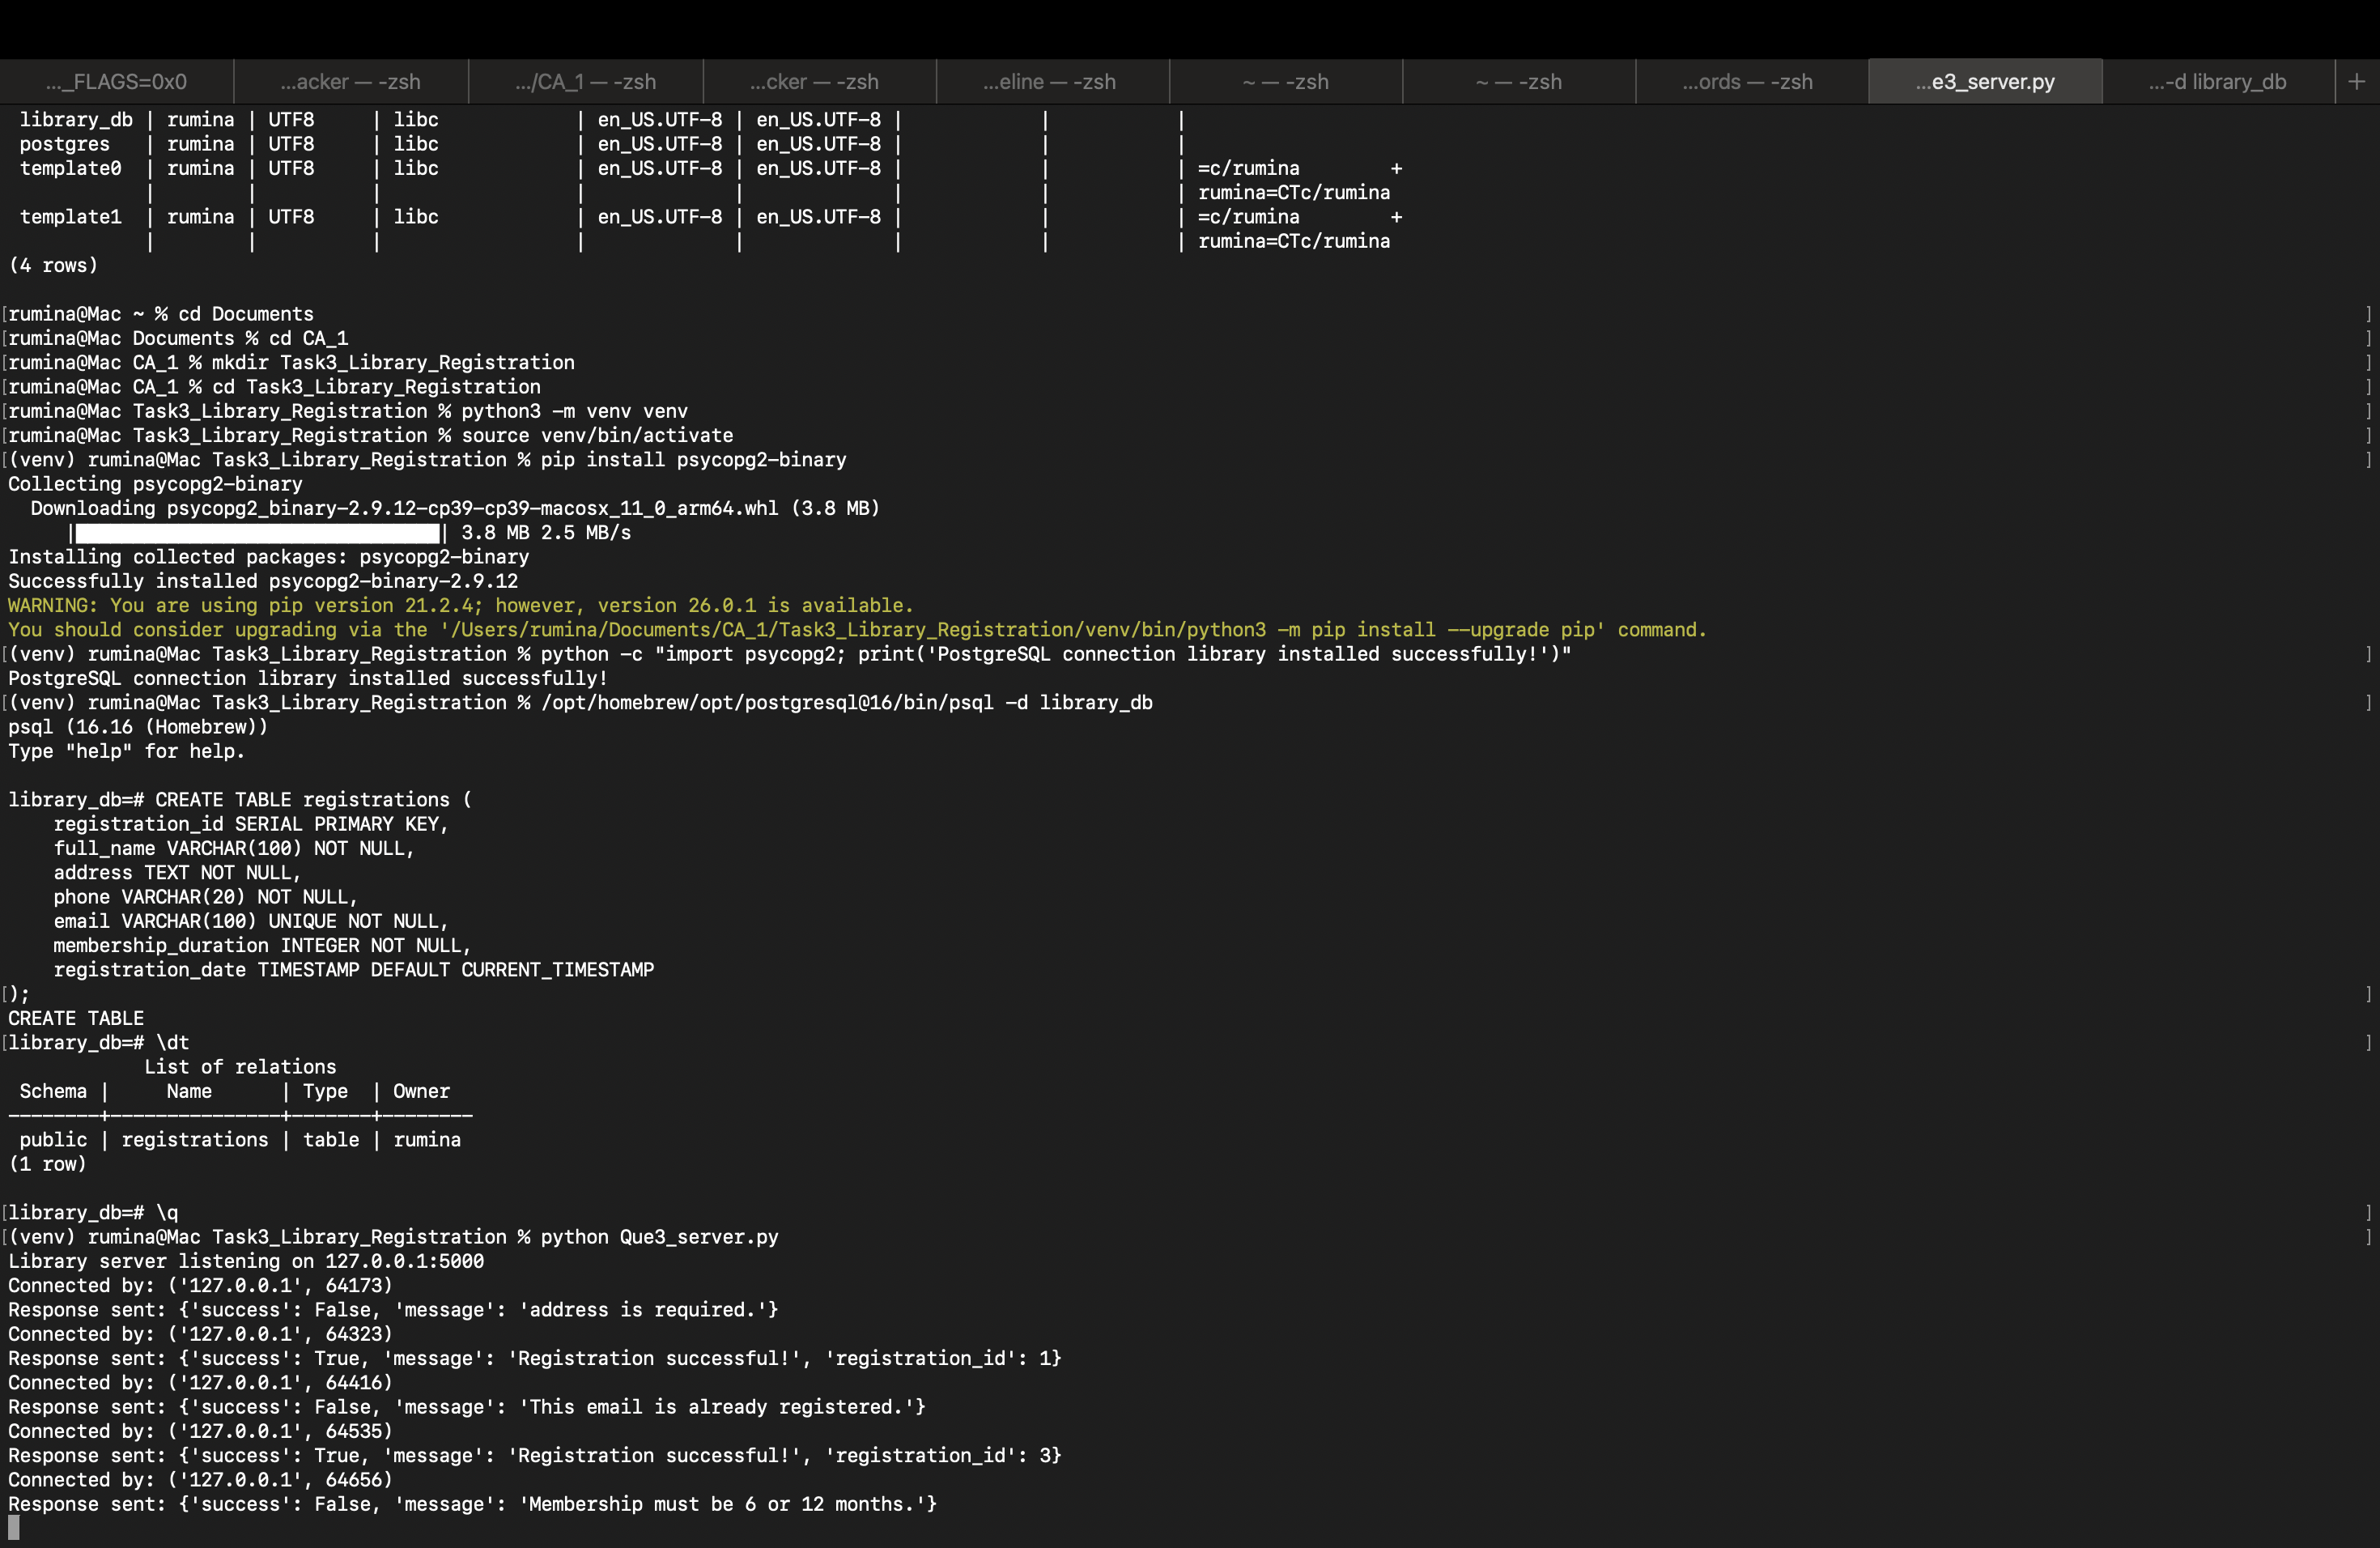 ..._FLAGS=0x0 ...acker — -zsh .../CA_1 — -zsh ...cker — -zsh ...eline — -zsh ~ — -zsh ~ — -zsh ...ords — -zsh ...e3_server.py ...-d library_db +
 library_db | rumina | UTF8     | libc            | en_US.UTF-8 | en_US.UTF-8 |            |           |
 postgres   | rumina | UTF8     | libc            | en_US.UTF-8 | en_US.UTF-8 |            |           |
 template0  | rumina | UTF8     | libc            | en_US.UTF-8 | en_US.UTF-8 |            |           | =c/rumina        +
            |        |          |                 |             |             |            |           | rumina=CTc/rumina
 template1  | rumina | UTF8     | libc            | en_US.UTF-8 | en_US.UTF-8 |            |           | =c/rumina        +
            |        |          |                 |             |             |            |           | rumina=CTc/rumina
(4 rows)
[rumina@Mac ~ % cd Documents ]
[rumina@Mac Documents % cd CA_1 ]
[rumina@Mac CA_1 % mkdir Task3_Library_Registration ]
[rumina@Mac CA_1 % cd Task3_Library_Registration ]
[rumina@Mac Task3_Library_Registration % python3 -m venv venv ]
[rumina@Mac Task3_Library_Registration % source venv/bin/activate ]
[(venv) rumina@Mac Task3_Library_Registration % pip install psycopg2-binary ]
Collecting psycopg2-binary
  Downloading psycopg2_binary-2.9.12-cp39-cp39-macosx_11_0_arm64.whl (3.8 MB)
     |████████████████████████████████| 3.8 MB 2.5 MB/s
Installing collected packages: psycopg2-binary
Successfully installed psycopg2-binary-2.9.12
WARNING: You are using pip version 21.2.4; however, version 26.0.1 is available.
You should consider upgrading via the '/Users/rumina/Documents/CA_1/Task3_Library_Registration/venv/bin/python3 -m pip install --upgrade pip' command.
[(venv) rumina@Mac Task3_Library_Registration % python -c "import psycopg2; print('PostgreSQL connection library installed successfully!')" ]
PostgreSQL connection library installed successfully!
[(venv) rumina@Mac Task3_Library_Registration % /opt/homebrew/opt/postgresql@16/bin/psql -d library_db ]
psql (16.16 (Homebrew))
Type "help" for help.
library_db=# CREATE TABLE registrations (
    registration_id SERIAL PRIMARY KEY,
    full_name VARCHAR(100) NOT NULL,
    address TEXT NOT NULL,
    phone VARCHAR(20) NOT NULL,
    email VARCHAR(100) UNIQUE NOT NULL,
    membership_duration INTEGER NOT NULL,
    registration_date TIMESTAMP DEFAULT CURRENT_TIMESTAMP
[); ]
CREATE TABLE
[library_db=# \dt ]
            List of relations
 Schema |     Name      | Type  | Owner
--------+---------------+-------+--------
 public | registrations | table | rumina
(1 row)
[library_db=# \q ]
[(venv) rumina@Mac Task3_Library_Registration % python Que3_server.py ]
Library server listening on 127.0.0.1:5000
Connected by: ('127.0.0.1', 64173)
Response sent: {'success': False, 'message': 'address is required.'}
Connected by: ('127.0.0.1', 64323)
Response sent: {'success': True, 'message': 'Registration successful!', 'registration_id': 1}
Connected by: ('127.0.0.1', 64416)
Response sent: {'success': False, 'message': 'This email is already registered.'}
Connected by: ('127.0.0.1', 64535)
Response sent: {'success': True, 'message': 'Registration successful!', 'registration_id': 3}
Connected by: ('127.0.0.1', 64656)
Response sent: {'success': False, 'message': 'Membership must be 6 or 12 months.'}